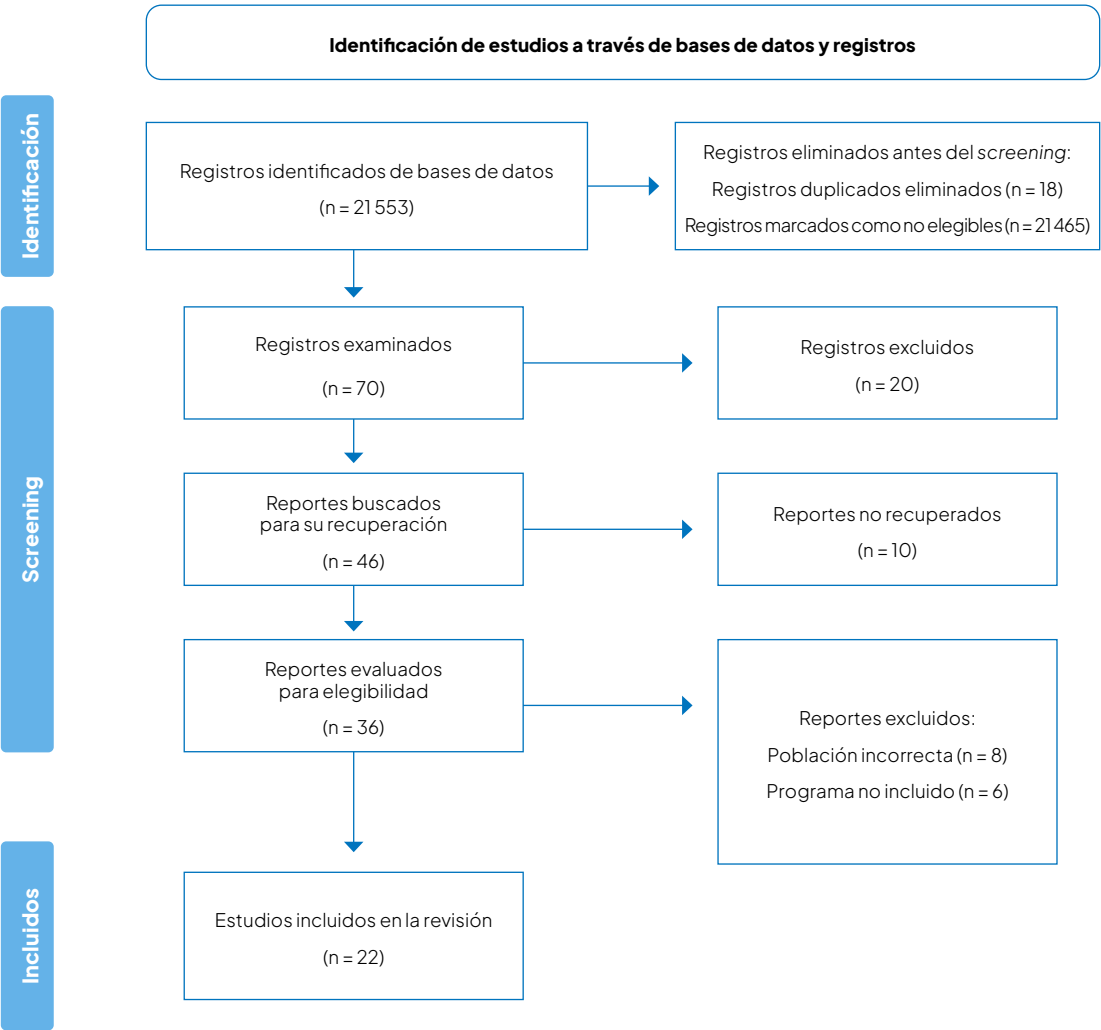 Identificación de estudios a través de bases de datos y registros
Identificación
Registros identificados de bases de datos
(n = 21 553)
Registros eliminados antes del screening:
Registros duplicados eliminados (n = 18)
Registros marcados como no elegibles (n = 21 465)
Screening
Registros examinados
(n = 70)
Registros excluidos
(n = 20)
Reportes buscados
para su recuperación
(n = 46)
Reportes no recuperados
(n = 10)
Reportes evaluados
para elegibilidad
(n = 36)
Reportes excluidos:
Población incorrecta (n = 8)
Programa no incluido (n = 6)
Incluidos
Estudios incluidos en la revisión
(n = 22)